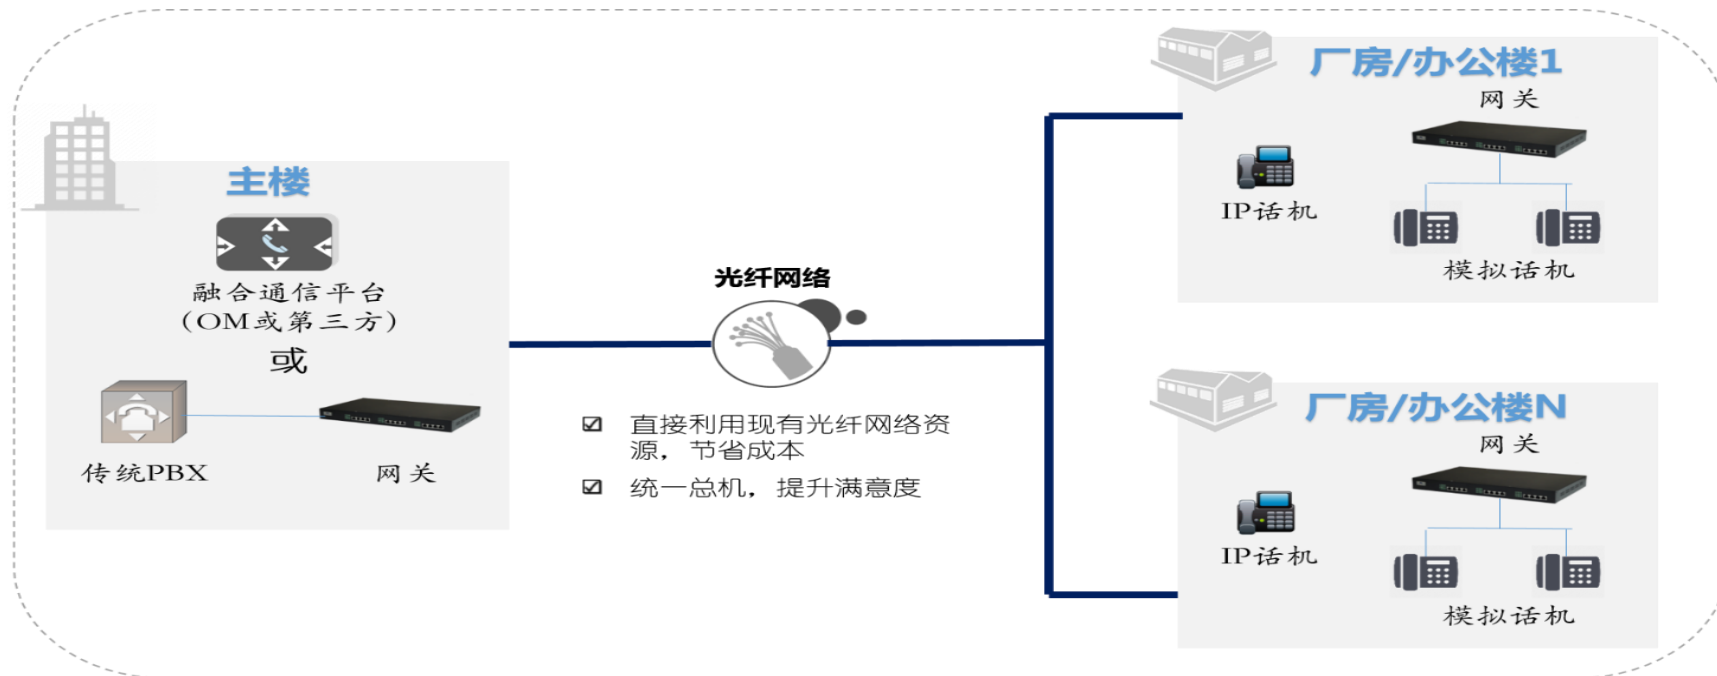 主楼
融合通信平台
(OM或第三方)
或
传统PBX
网关
光纤网络
直接利用现有光纤网络资
源，节省成本
统一总机，提升满意度
厂房/办公楼1
网关
IP话机
模拟话机
厂房/办公楼N
网关
IP话机
模拟话机